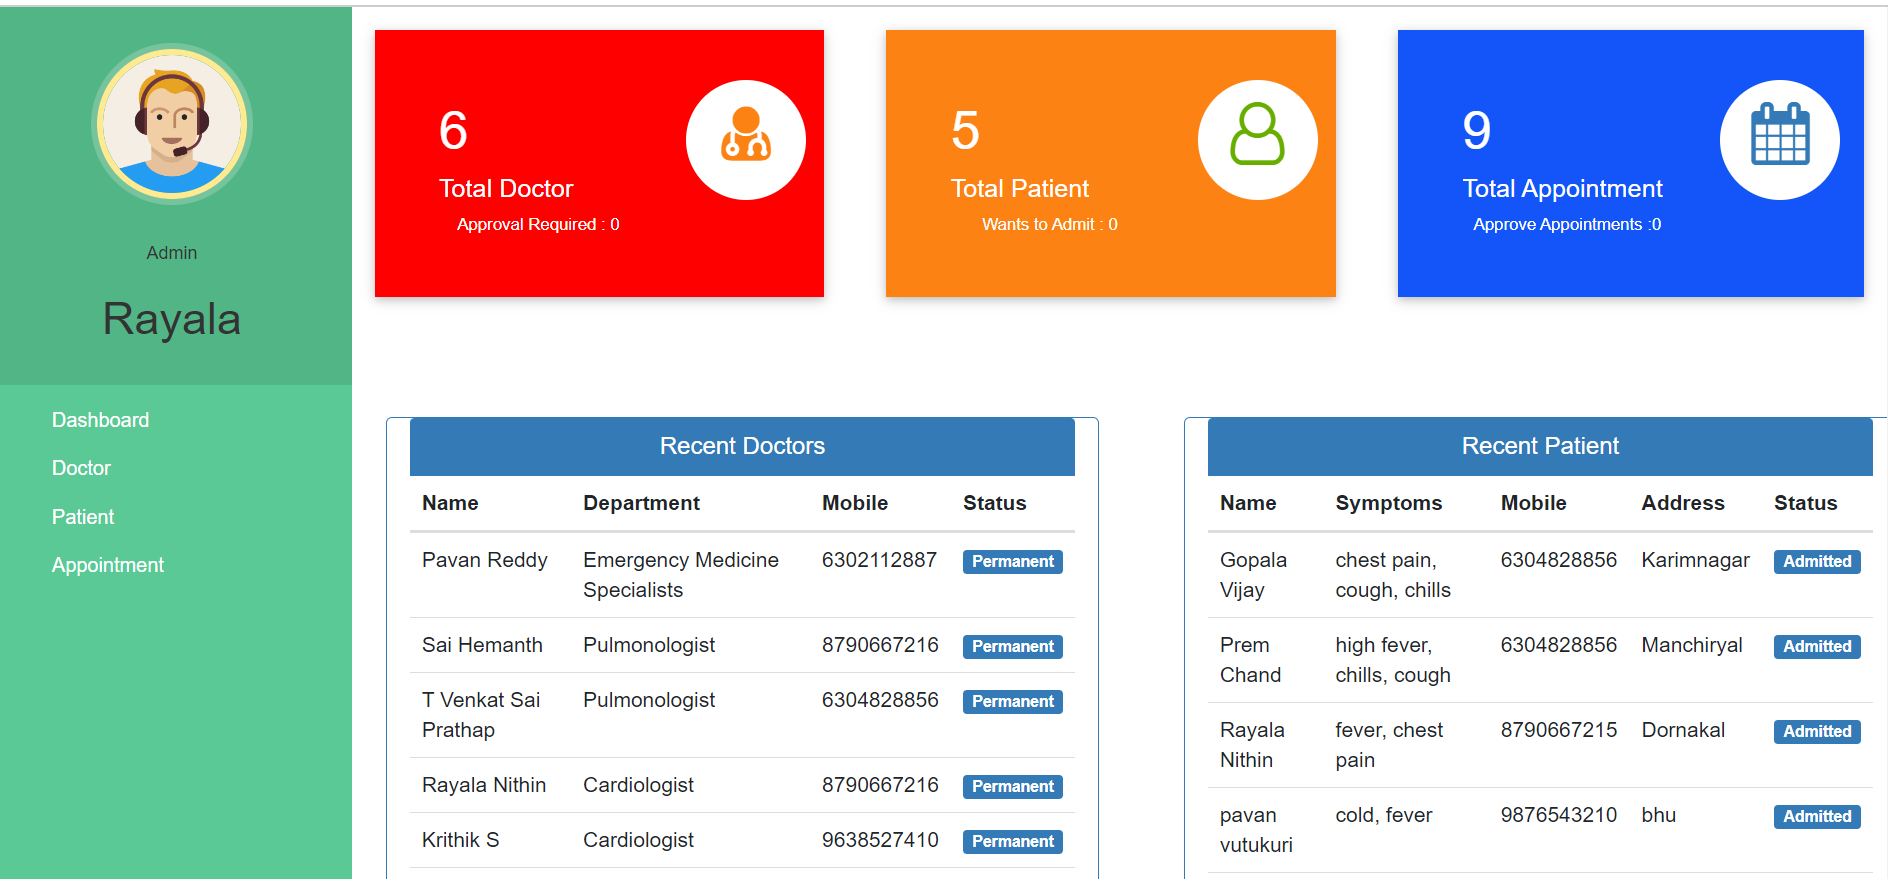 Admin
Rayala
Dashboard
Doctor
Patient
Appointment
6
Total Doctor
Approval Required : 0
5
Total Patient
Wants to Admit : 0
9
Total Appointment
Approve Appointments :0
Recent Doctors
Name Department Mobile Status
Pavan Reddy Emergency Medicine 6302112887 Permanent
Specialists
Sai Hemanth Pulmonologist 8790667216 Permanent
T Venkat Sai Pulmonologist 6304828856 Permanent
Prathap
Rayala Nithin Cardiologist 8790667216 Permanent
Krithik S Cardiologist 9638527410 Permanent
Recent Patient
Name Symptoms Mobile Address Status
Gopala chest pain, 6304828856 Karimnagar Admitted
Vijay cough, chills
Prem high fever, 6304828856 Manchiryal Admitted
Chand chills, cough
Rayala fever, chest 8790667215 Dornakal Admitted
Nithin pain
pavan cold, fever 9876543210 bhu Admitted
vutukuri